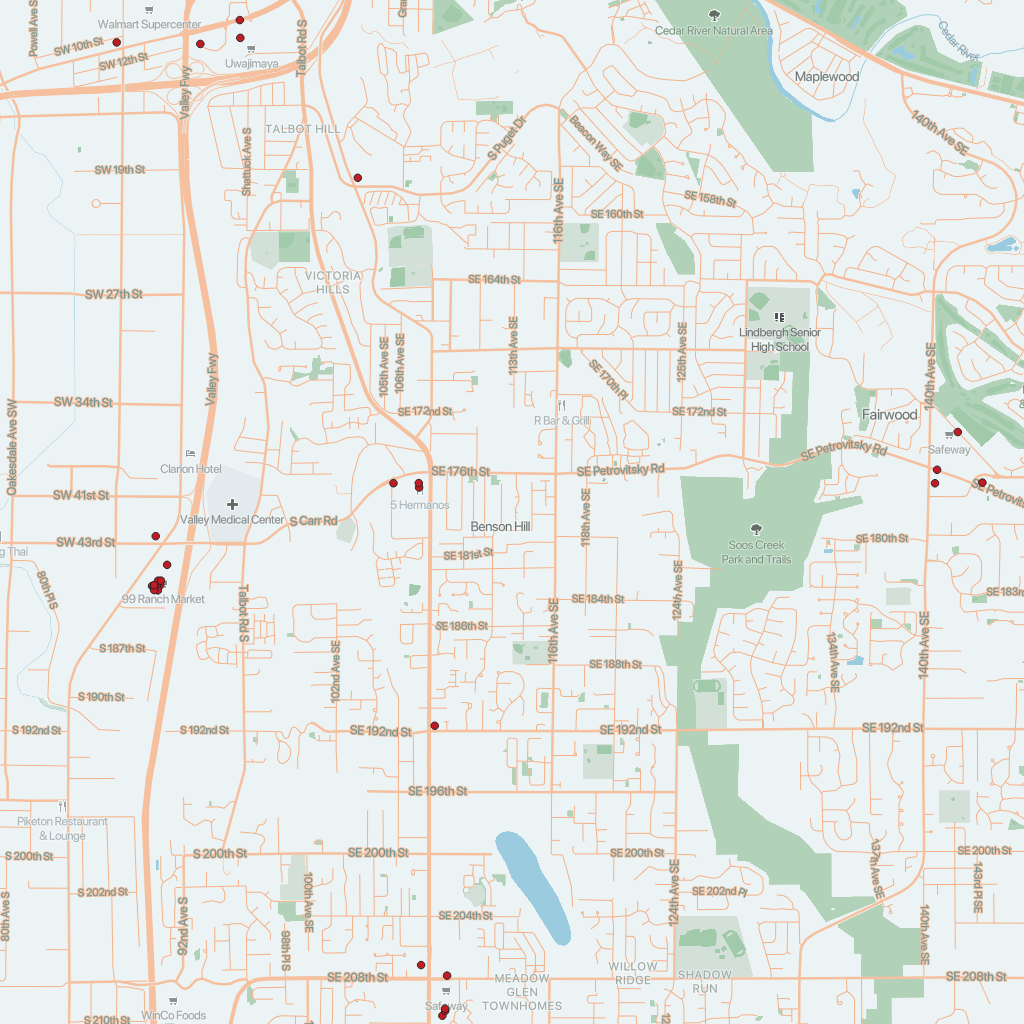 Powell Ave S
Walmart Supercenter
SW 10th St
SW 12th St
Uwajimaya
Valley Fwy
Talbot Rd S
Cedar River Natural Area
Cedar River
Maplewood
140th Ave SE
TALBOT HILL
S Puget Dr
Beacon Way SE
Shattuck Ave S
SW 19th St
116th Ave SE
SE 158th St
SE 160th St
VICTORIA
HILLS
SE 164th St
SW 27th St
Lindbergh Senior
High School
113th Ave SE
125th Ave SE
105th Ave SE
106th Ave SE
Valley Fwy
140th Ave SE
SE 170th Pl
SW 34th St
Oakesdale Ave SW
SE 172nd St
R Bar & Grill
SE 172nd St
Fairwood
Safeway
Clarion Hotel
SE 176th St
SE Petrovitsky Rd
SE Petrovitsky Rd
SW 41st St
5 Hermanos
118th Ave SE
Valley Medical Center
S Carr Rd
Benson Hill
Soos Creek
Park and Trails
SW 43rd St
SE 180th St
SE 181st St
80th Pl S
99 Ranch Market
Talbot Rd S
SE 184th St
124th Ave SE
SE 186th St
116th Ave SE
140th Ave SE
134th Ave SE
S 187th St
102nd Ave SE
SE 188th St
S 190th St
S 192nd St
S 192nd St
SE 192nd St
SE 192nd St
SE 192nd St
SE 196th St
Piketon Restaurant
& Lounge
S 200th St
S 200th St
SE 200th St
SE 200th St
SE 200th St
137th Ave SE
143rd Pl SE
S 202nd St
SE 202nd Pl
100th Ave SE
124th Ave SE
80th Ave S
92nd Ave S
98th Pl S
SE 204th St
140th Ave SE
SE 208th St
SE 208th St
MEADOW
GLEN
TOWNHOMES
WILLOW
RIDGE
SHADOW
RUN
Safeway
WinCo Foods
S 210th St